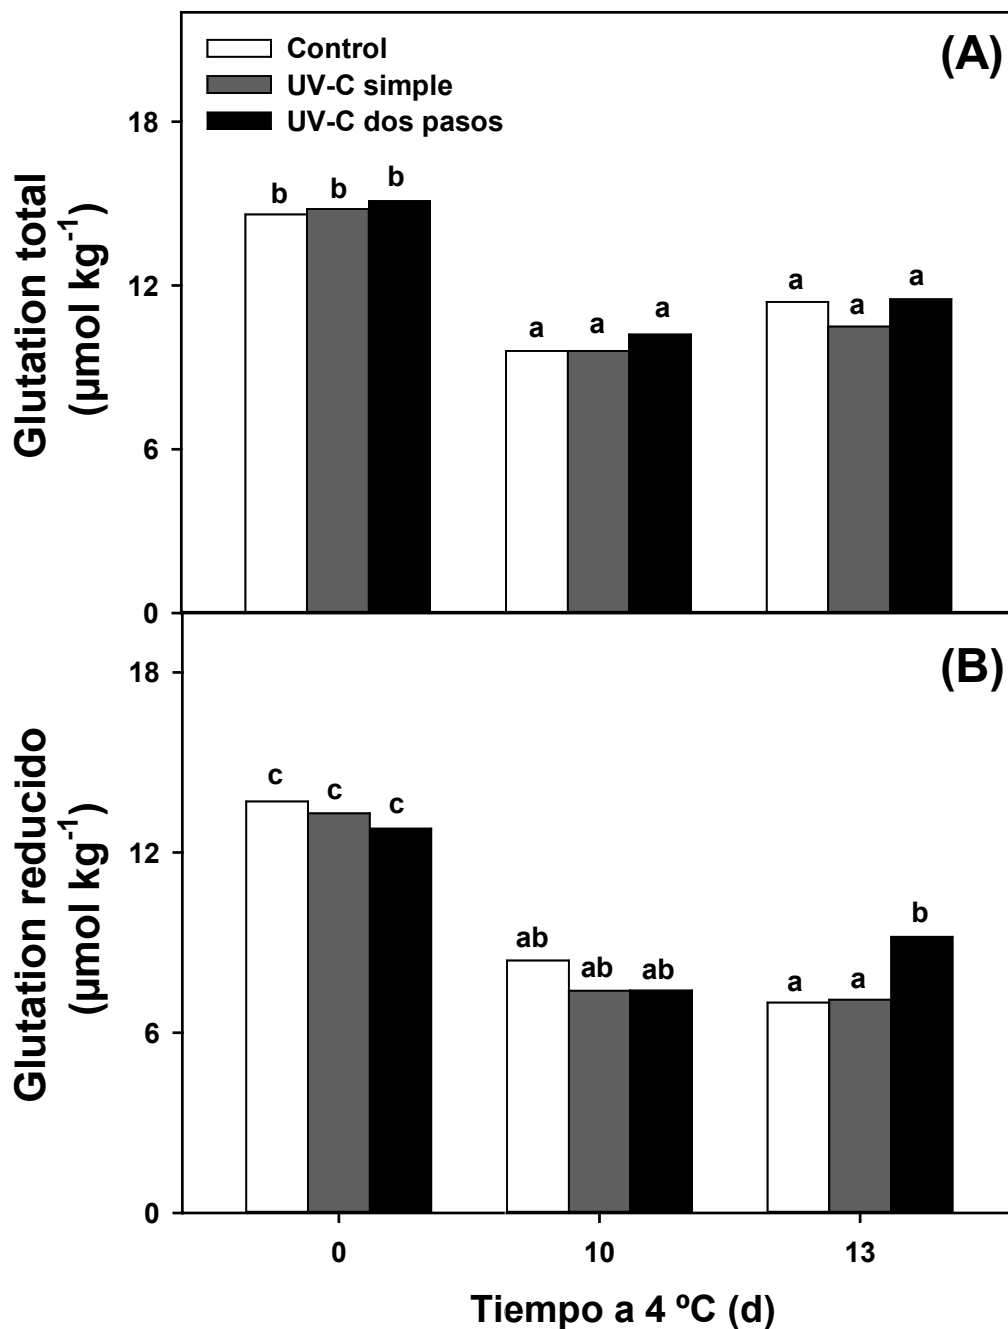 (A)
Control
UV-C simple
UV-C dos pasos
Glutation total
(µmol kg⁻¹)
18
12
6
0
b b b
a a a
a a a
(B)
Glutation reducido
(µmol kg⁻¹)
18
12
6
0
c c c
ab ab ab
a a b
0 10 13
Tiempo a 4 ºC (d)